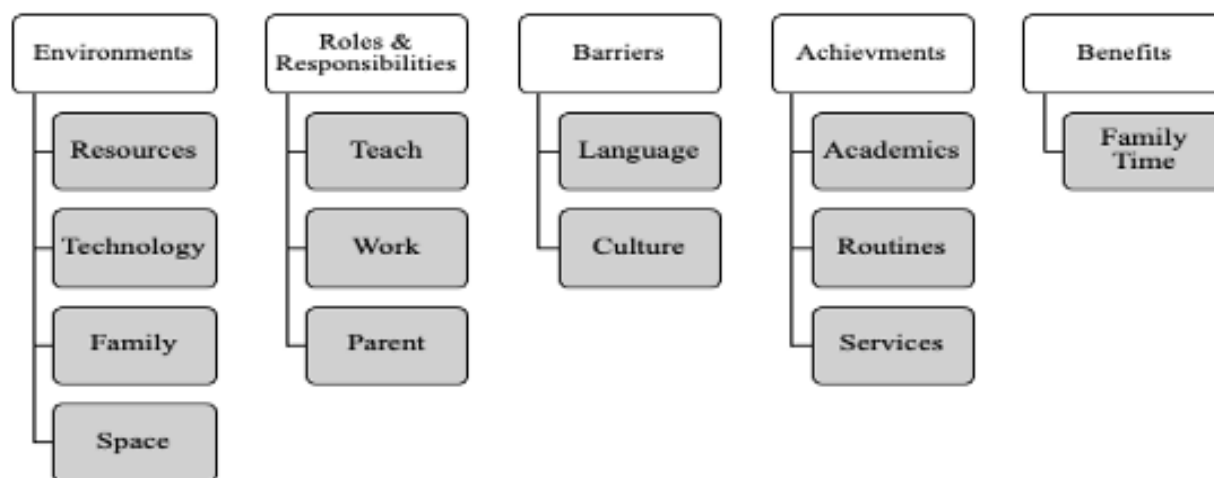 Environments
Resources
Technology
Family
Space
Roles &
Responsibilities
Teach
Work
Parent
Barriers
Language
Culture
Achievments
Academics
Routines
Services
Benefits
Family
Time